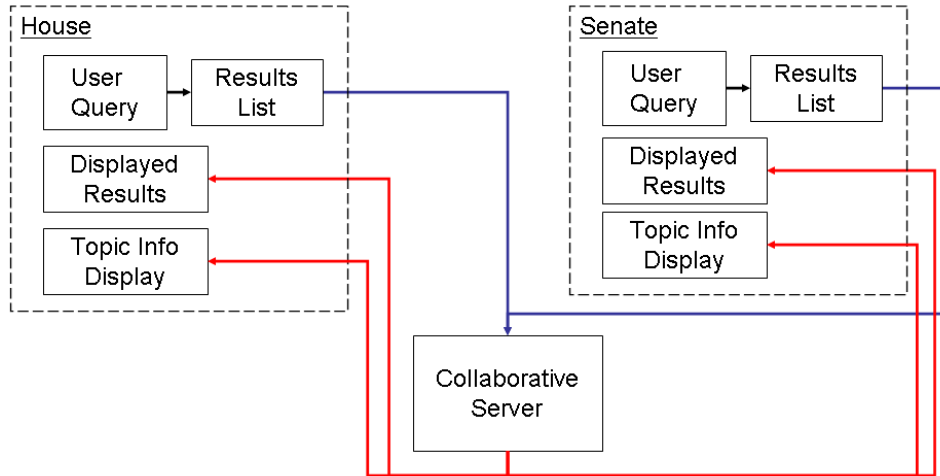 House
User
Query
Results
List
Displayed
Results
Topic Info
Display
Senate
User
Query
Results
List
Displayed
Results
Topic Info
Display
Collaborative
Server